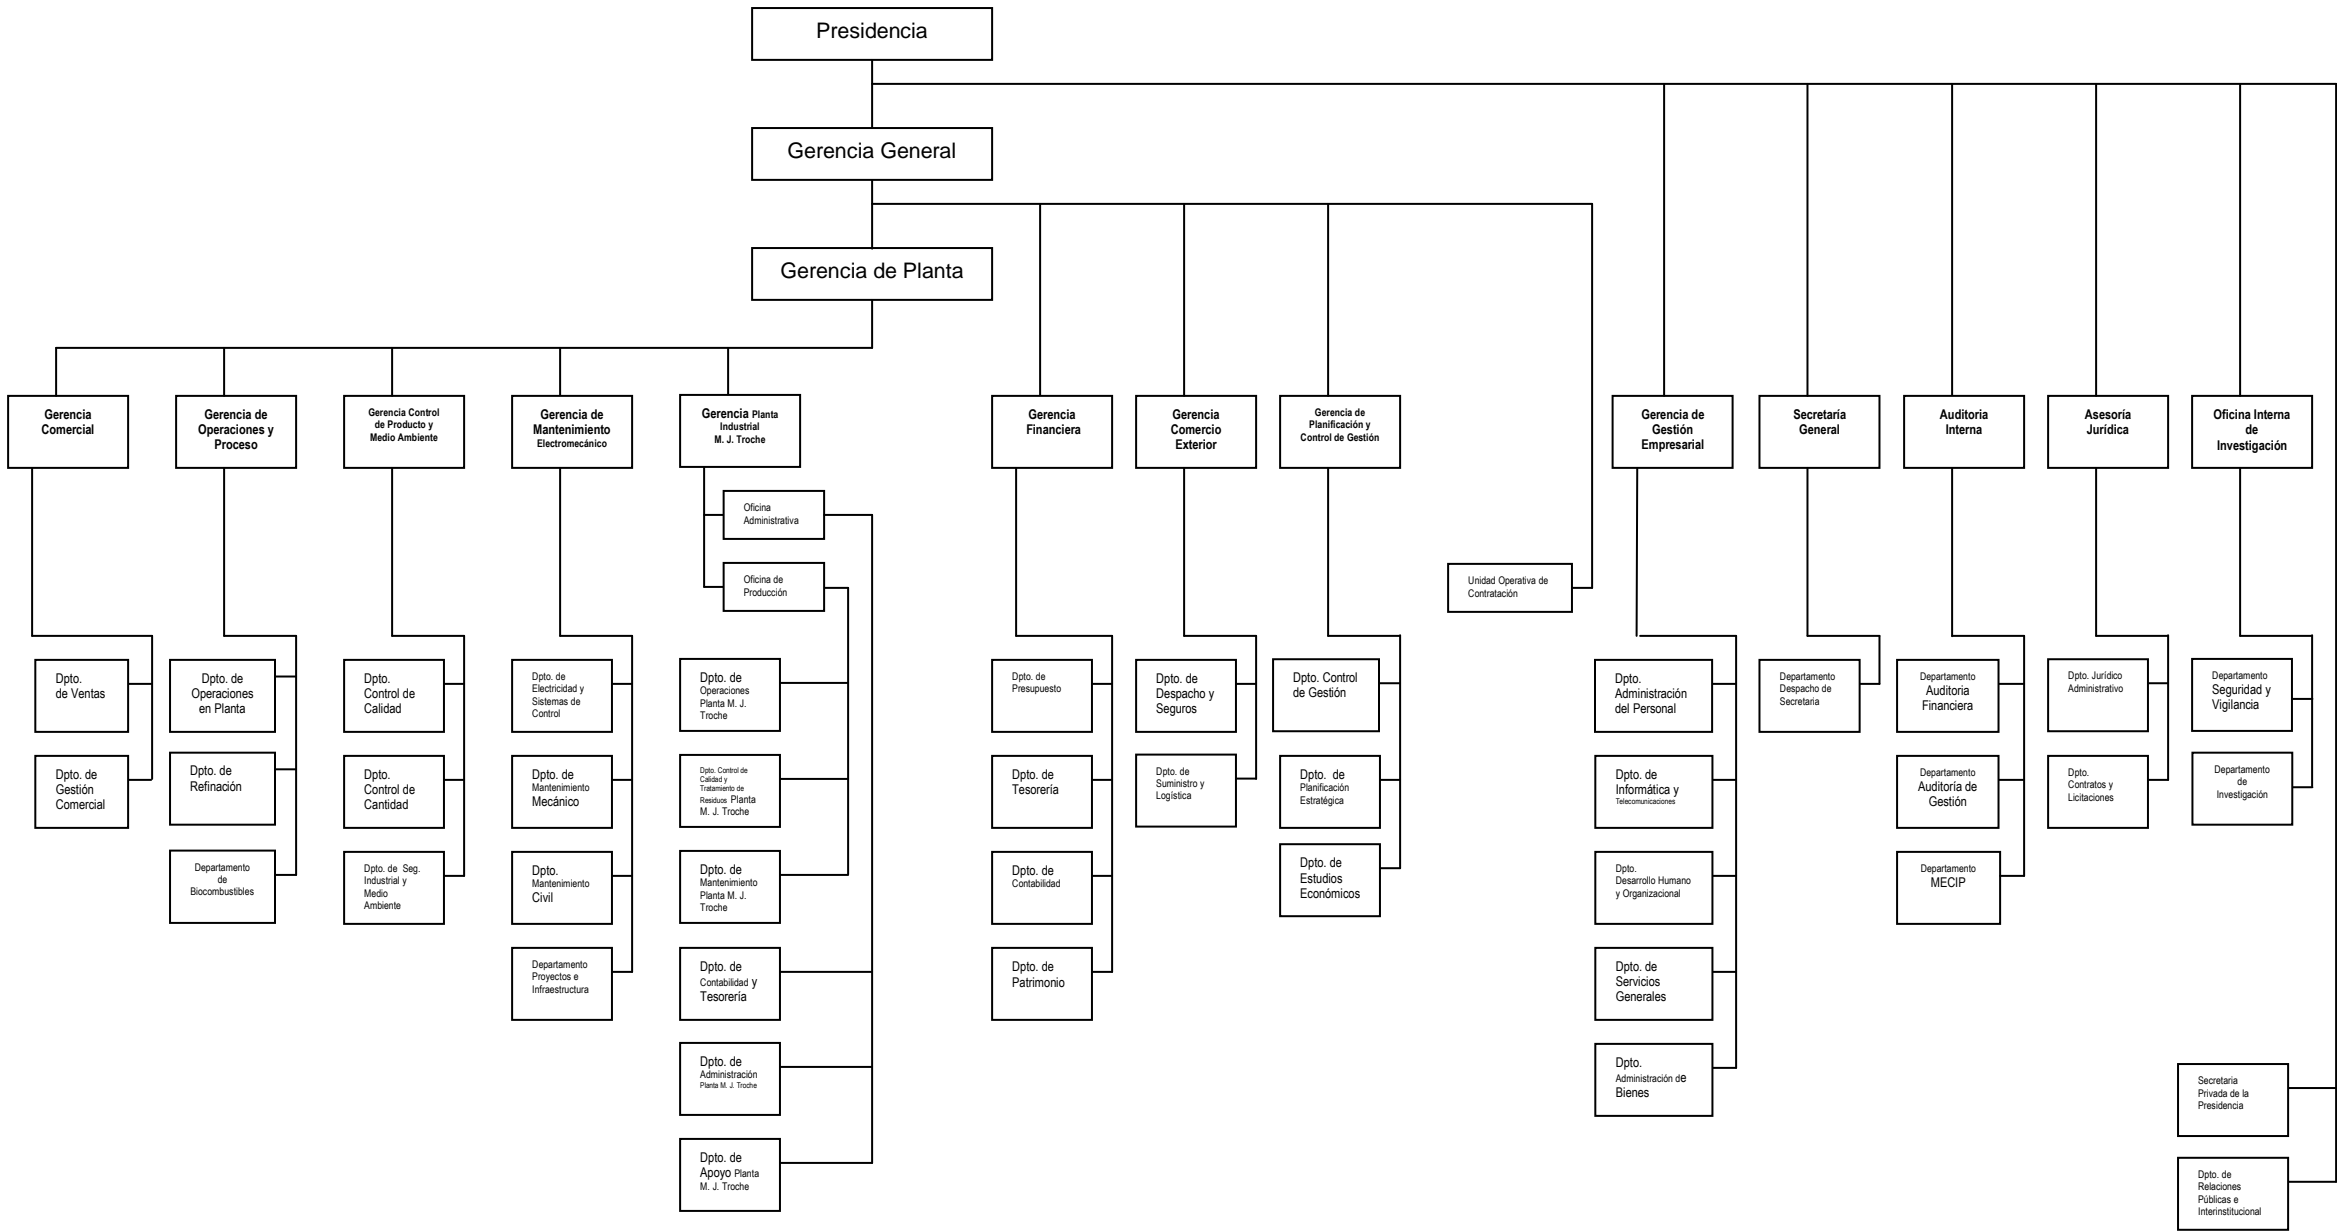 Presidencia
Gerencia General
Gerencia de Planta
Gerencia
Comercial
Gerencia de
Operaciones y
Proceso
Gerencia Control
de Producto y
Medio Ambiente
Gerencia de
Mantenimiento
Electromecánico
Gerencia Planta
Industrial
M. J. Troche
Gerencia
Financiera
Gerencia
Comercio
Exterior
Gerencia de
Planificación y
Control de Gestión
Gerencia de
Gestión
Empresarial
Secretaría
General
Auditoria
Interna
Asesoría
Jurídica
Oficina Interna
de
Investigación
Oficina
Administrativa
Oficina de
Producción
Unidad Operativa de
Contratación
Dpto.
de Ventas
Dpto. de
Operaciones
en Planta
Dpto.
Control de
Calidad
Dpto. de
Electricidad y
Sistemas de
Control
Dpto. de
Operaciones
Planta M. J.
Troche
Dpto. de
Presupuesto
Dpto. de
Despacho y
Seguros
Dpto. Control
de Gestión
Dpto.
Administración
del Personal
Departamento
Despacho de
Secretaria
Departamento
Auditoria
Financiera
Dpto. Jurídico
Administrativo
Departamento
Seguridad y
Vigilancia
Dpto. de
Gestión
Comercial
Dpto. de
Refinación
Dpto.
Control de
Cantidad
Dpto. de
Mantenimiento
Mecánico
Dpto. Control de
Calidad y
Tratamiento de
Residuos Planta
M. J. Troche
Dpto. de
Tesorería
Dpto. de
Suministro y
Logística
Dpto. de
Planificación
Estratégica
Dpto. de
Informática y
Telecomunicaciones
Departamento
Auditoría de
Gestión
Dpto.
Contratos y
Licitaciones
Departamento
de
Investigación
Departamento
de
Biocombustibles
Dpto. de Seg.
Industrial y
Medio
Ambiente
Dpto.
Mantenimiento
Civil
Dpto. de
Mantenimiento
Planta M. J.
Troche
Dpto. de
Contabilidad
Dpto. de
Estudios
Económicos
Dpto.
Desarrollo Humano
y Organizacional
Departamento
MECIP
Departamento
Proyectos e
Infraestructura
Dpto. de
Contabilidad y
Tesorería
Dpto. de
Patrimonio
Dpto. de
Servicios
Generales
Dpto. de
Administración
Planta M. J. Troche
Dpto.
Administración de
Bienes
Secretaria
Privada de la
Presidencia
Dpto. de
Apoyo Planta
M. J. Troche
Dpto. de
Relaciones
Públicas e
Interinstitucional